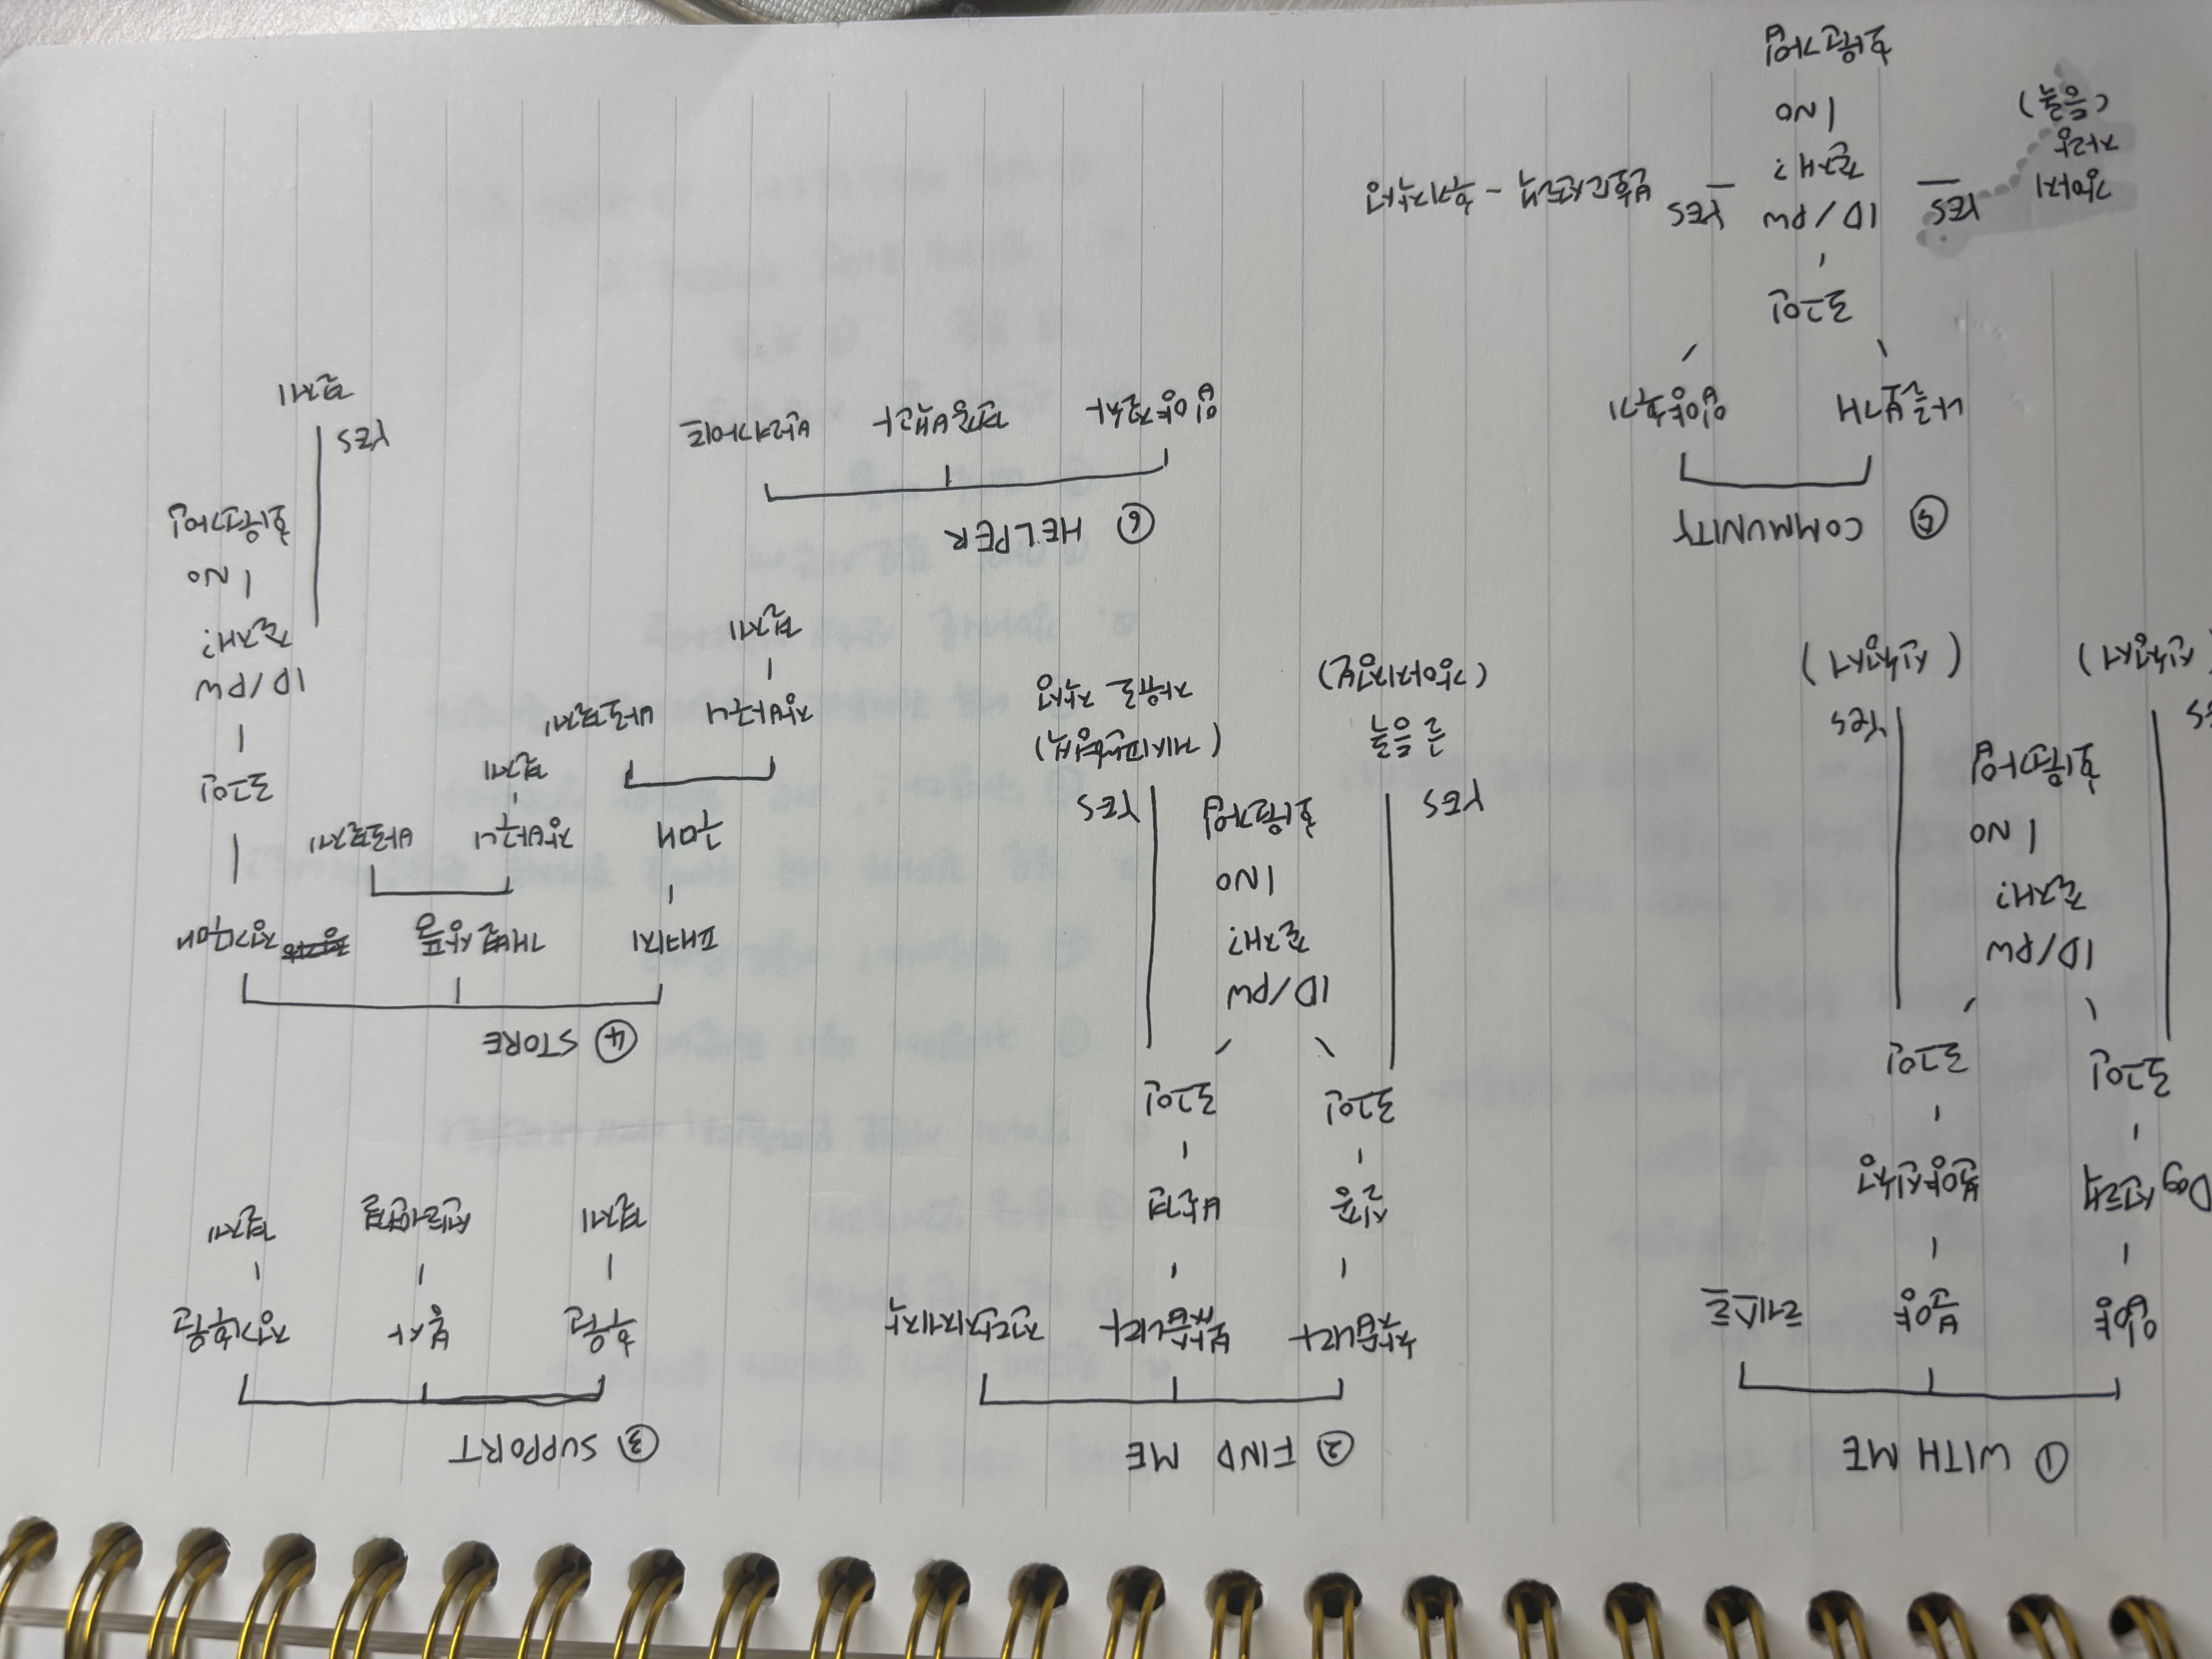 ① WITH ME
입양
분양
테스트
Dog 선택
분양신청
로그인
로그인
ID/PW
존재?
NO
회원가입
Yes
(신청서)
(신청서)
② FIND ME
찾습니다
봤습니다
전단지제작
실종
발견
로그인
로그인
ID/PW
존재?
NO
회원가입
YES
YES
글 등록
(강아지정보)
(게시판형식)
자유로 작성
③ SUPPORT
후원
봉사
정기후원
결제
센터연결
결제
④ STORE
패키지
개별상품
정기구매
구매
장바구니
바로결제
결제
장바구니
바로결제
결제
로그인
ID/PW
존재?
NO
회원가입
YES
결제
⑤ COMMUNITY
나를보개
입양후기
로그인
YES
ID/PW
YES
존재?
NO
회원가입
강아지
자랑
(등록)
선택 - 후기작성
⑥ HELPER
입양절차
견종백과
반려가이드